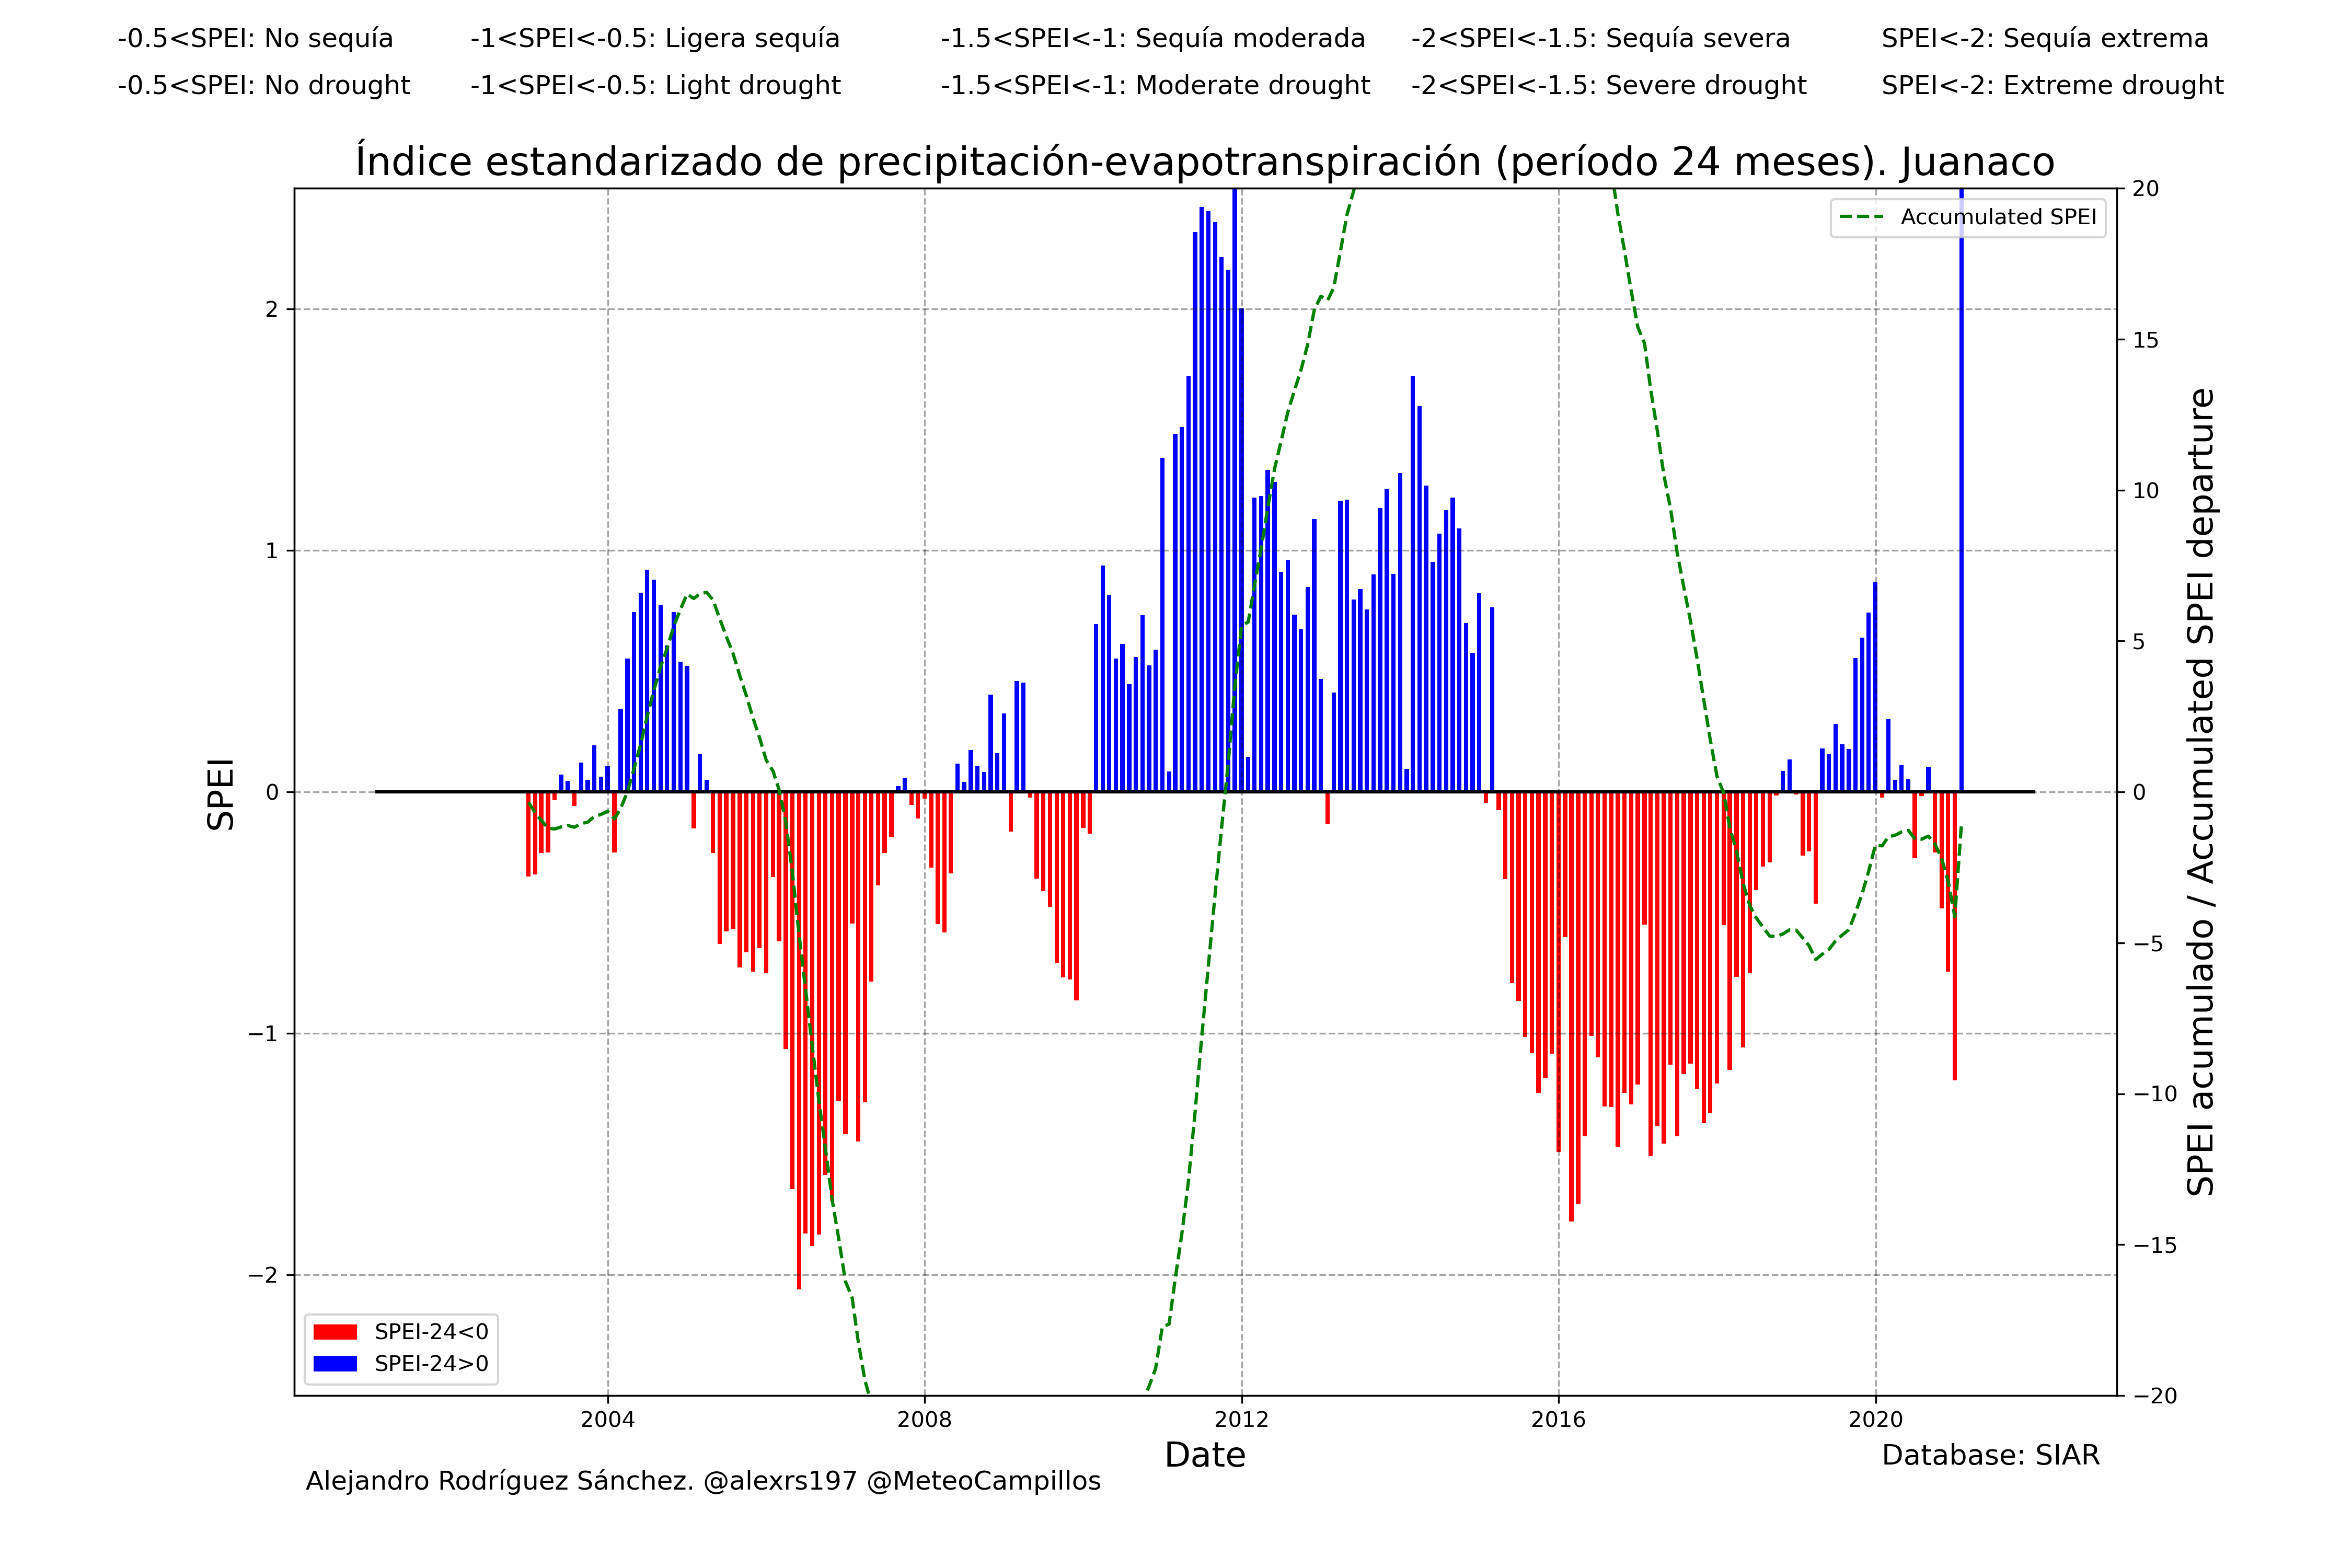 -0.5<SPEI: No sequía -1<SPEI<-0.5: Ligera sequía -1.5<SPEI<-1: Sequía moderada -2<SPEI<-1.5: Sequía severa SPEI<-2: Sequía extrema
-0.5<SPEI: No drought -1<SPEI<-0.5: Light drought -1.5<SPEI<-1: Moderate drought -2<SPEI<-1.5: Severe drought SPEI<-2: Extreme drought
Índice estandarizado de precipitación-evapotranspiración (período 24 meses). Juanaco
Accumulated SPEI
SPEI
2
1
0
−1
−2
20
15
10
5
0
−5
−10
−15
−20
SPEI acumulado / Accumulated SPEI departure
SPEI-24<0
SPEI-24>0
2004 2008 2012 2016 2020
Date
Database: SIAR
Alejandro Rodríguez Sánchez. @alexrs197 @MeteoCampillos